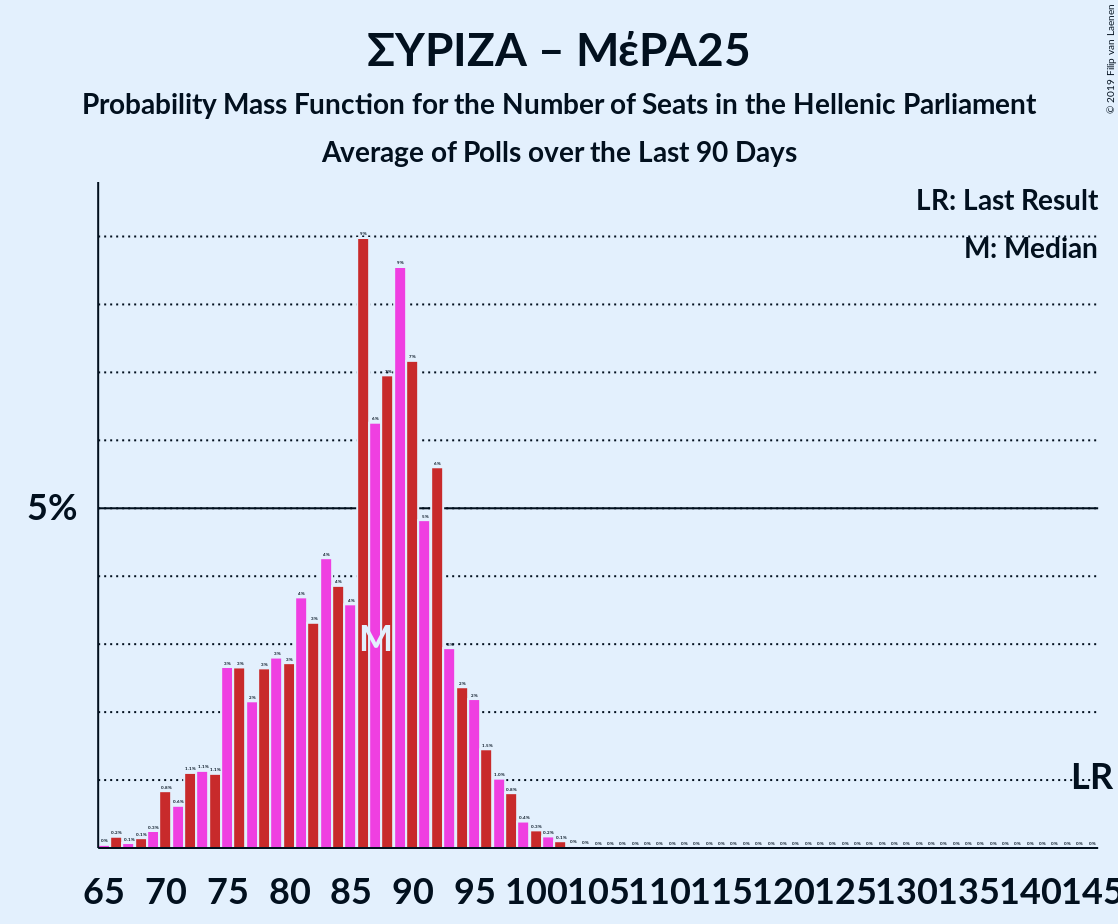 ΣΥΡΙΖΑ – ΜέΡΑ25
Probability Mass Function for the Number of Seats in the Hellenic Parliament
Average of Polls over the Last 90 Days
© 2019 Filip van Laenen
LR: Last Result
M: Median
5%
M
LR
65 70 75 80 85 90 95 100 105 110 115 120 125 130 135 140 145